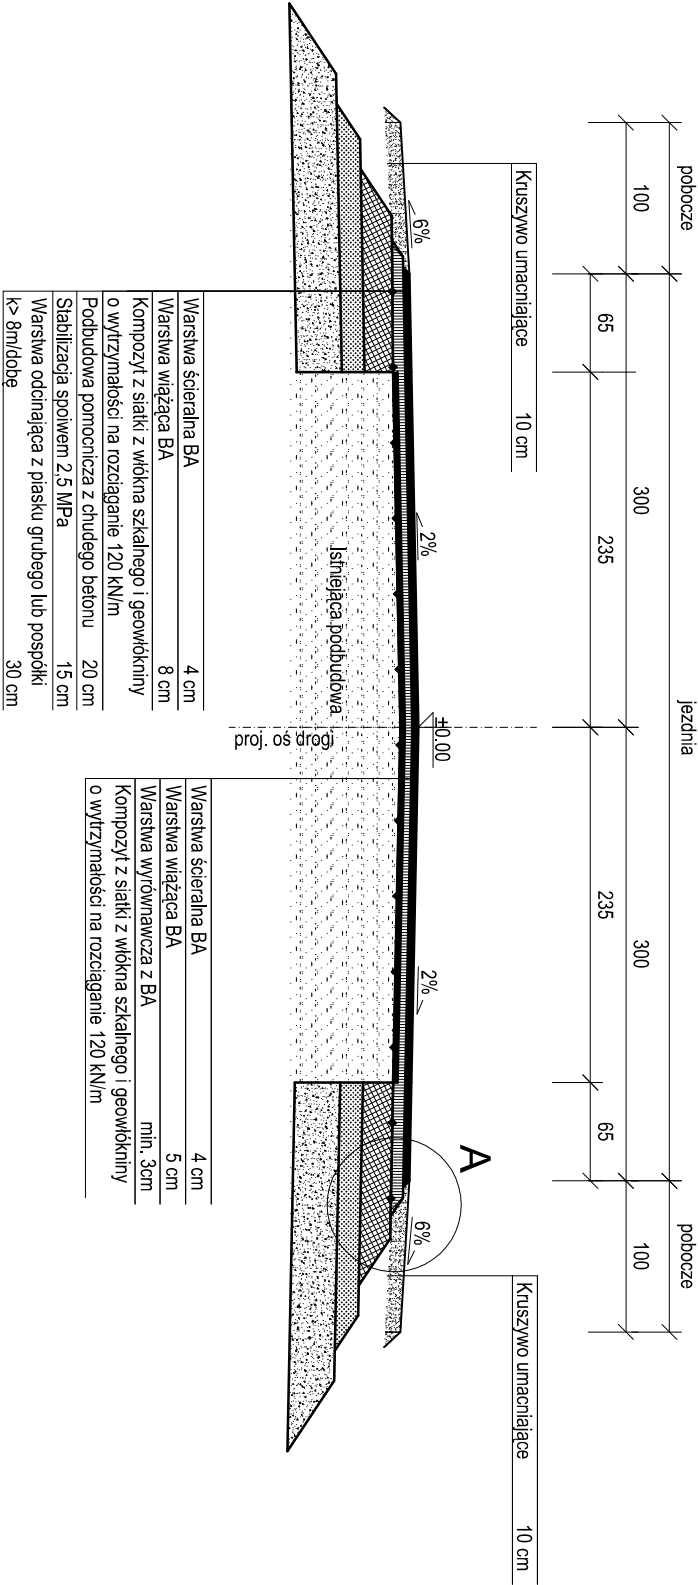 pobocze
jezdnia
pobocze
100
300
300
100
65
235
235
65
Kruszywo umacniające 10 cm
Kruszywo umacniające 10 cm
A
6%
2%
±0.00
2%
6%
Istniejąca podbudowa
proj. oś drogi
Warstwa ścieralna BA 4 cm
Warstwa wiążąca BA 8 cm
Kompozyt z siatki z włókna szkalnego i geowłókniny
o wytrzymałości na rozciąganie 120 kN/m
Podbudowa pomocnicza z chudego betonu 20 cm
Stabilizacja spoiwem 2,5 MPa 15 cm
Warstwa odcinająca z piasku grubego lub pospółki
k> 8m/dobę 30 cm
Warstwa ścieralna BA 4 cm
Warstwa wiążąca BA 5 cm
Warstwa wyrównawcza z BA min. 3cm
Kompozyt z siatki z włókna szkalnego i geowłókniny
o wytrzymałości na rozciąganie 120 kN/m